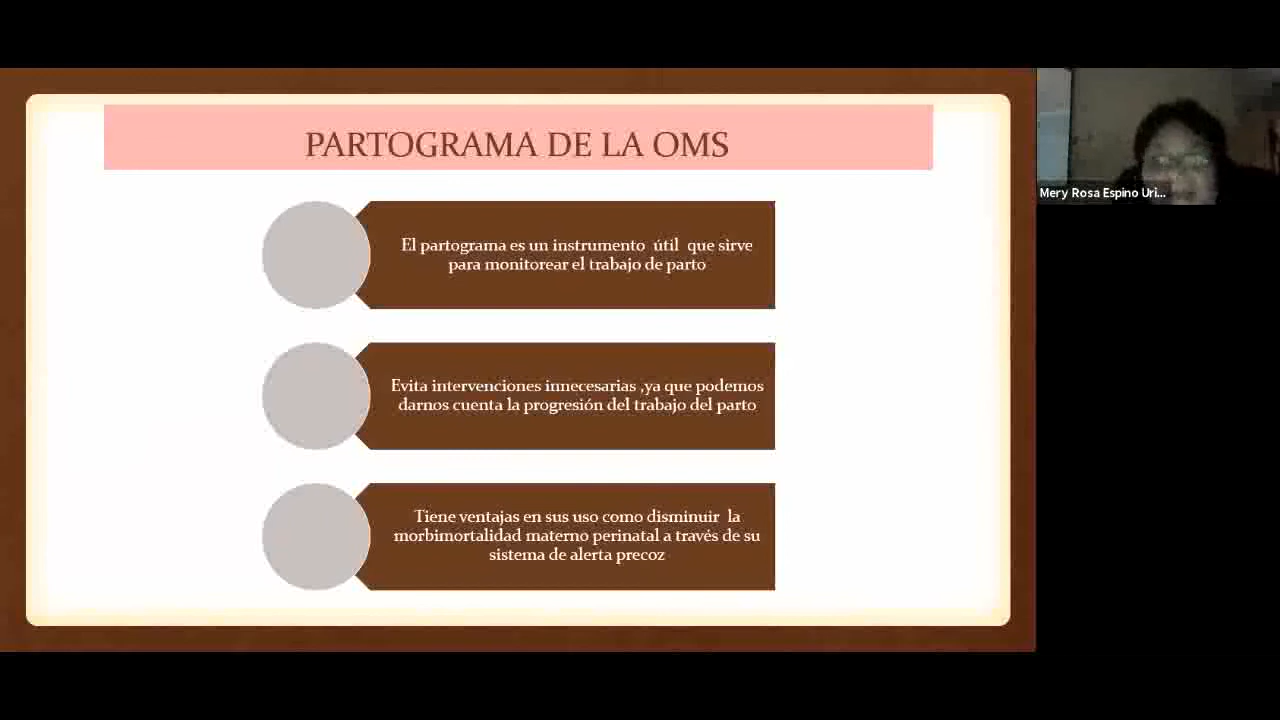 PARTOGRAMA DE LA OMS
El partograma es un instrumento útil que sirve
para monitorear el trabajo de parto
Evita intervenciones innecesarias ,ya que podemos
darnos cuenta la progresión del trabajo del parto
Tiene ventajas en sus uso como disminuir la
morbimortalidad materno perinatal a través de su
sistema de alerta precoz
Mery Rosa Espino Uri...